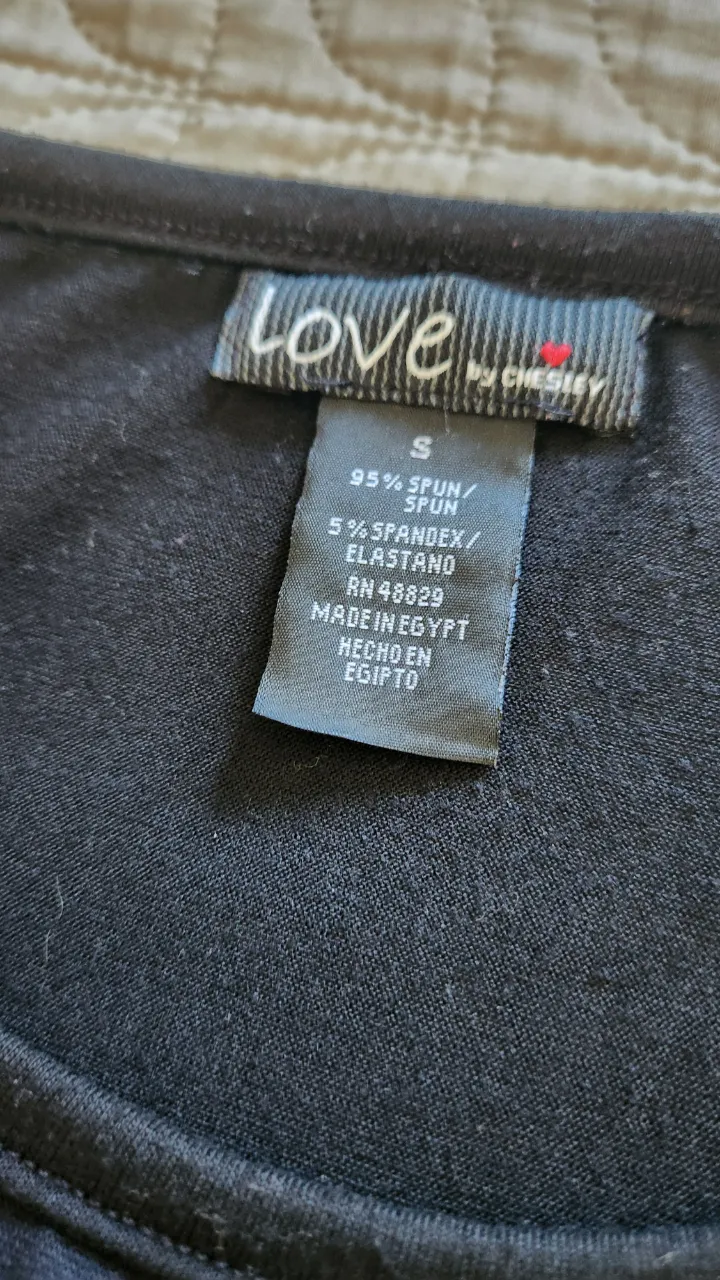 Love by CHESLEY
S
95% SPUN/
SPUN
5% SPANDEX/
ELASTANO
RN 48829
MADE IN EGYPT
HECHO EN
EGIPTO